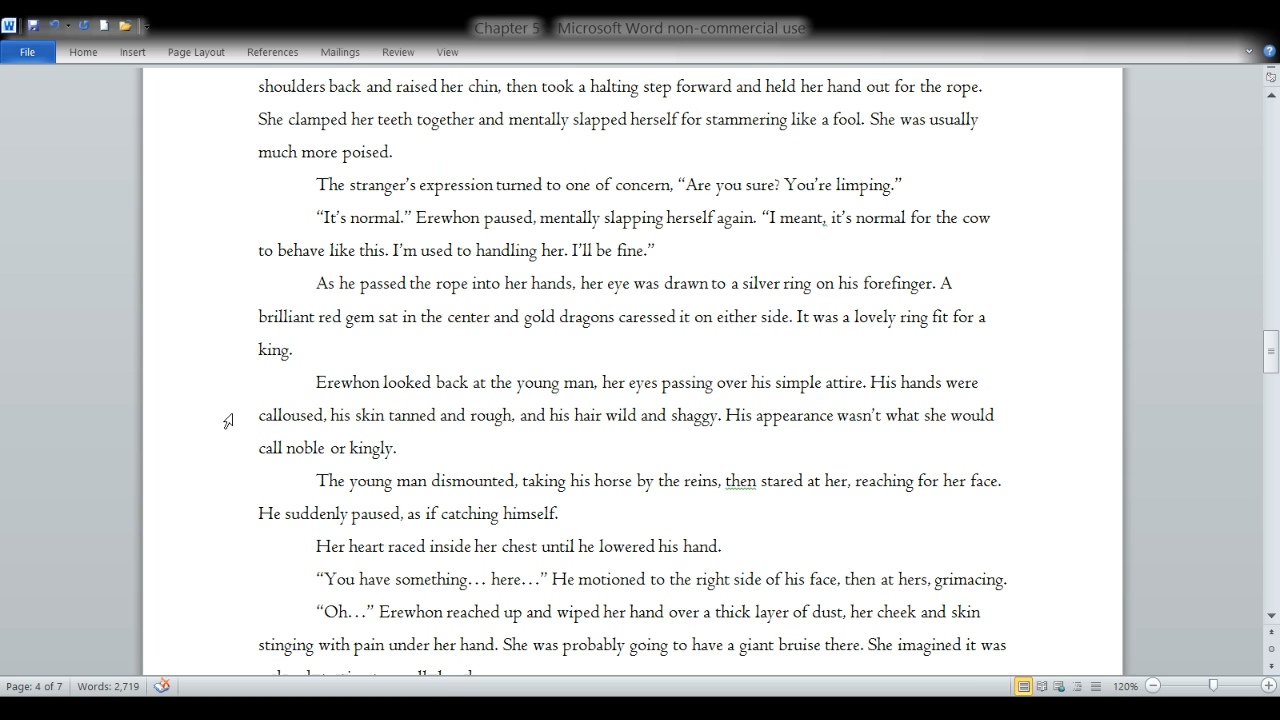 Chapter 5 Microsoft Word non-commercial use
File Home Insert Page Layout References Mailings Review View
shoulders back and raised her chin, then took a halting step forward and held her hand out for the rope.
She clamped her teeth together and mentally slapped herself for stammering like a fool. She was usually
much more poised.
The stranger’s expression turned to one of concern, “Are you sure? You’re limping.”
“It’s normal.” Erewhon paused, mentally slapping herself again. “I meant, it’s normal for the cow
to behave like this. I’m used to handling her. I’ll be fine.”
As he passed the rope into her hands, her eye was drawn to a silver ring on his forefinger. A
brilliant red gem sat in the center and gold dragons caressed it on either side. It was a lovely ring fit for a
king.
Erewhon looked back at the young man, her eyes passing over his simple attire. His hands were
calloused, his skin tanned and rough, and his hair wild and shaggy. His appearance wasn’t what she would
call noble or kingly.
The young man dismounted, taking his horse by the reins, then stared at her, reaching for her face.
He suddenly paused, as if catching himself.
Her heart raced inside her chest until he lowered his hand.
“You have something… here…” He motioned to the right side of his face, then at hers, grimacing.
“Oh…” Erewhon reached up and wiped her hand over a thick layer of dust, her cheek and skin
stinging with pain under her hand. She was probably going to have a giant bruise there. She imagined it was
Page: 4 of 7 Words: 2,719 120%